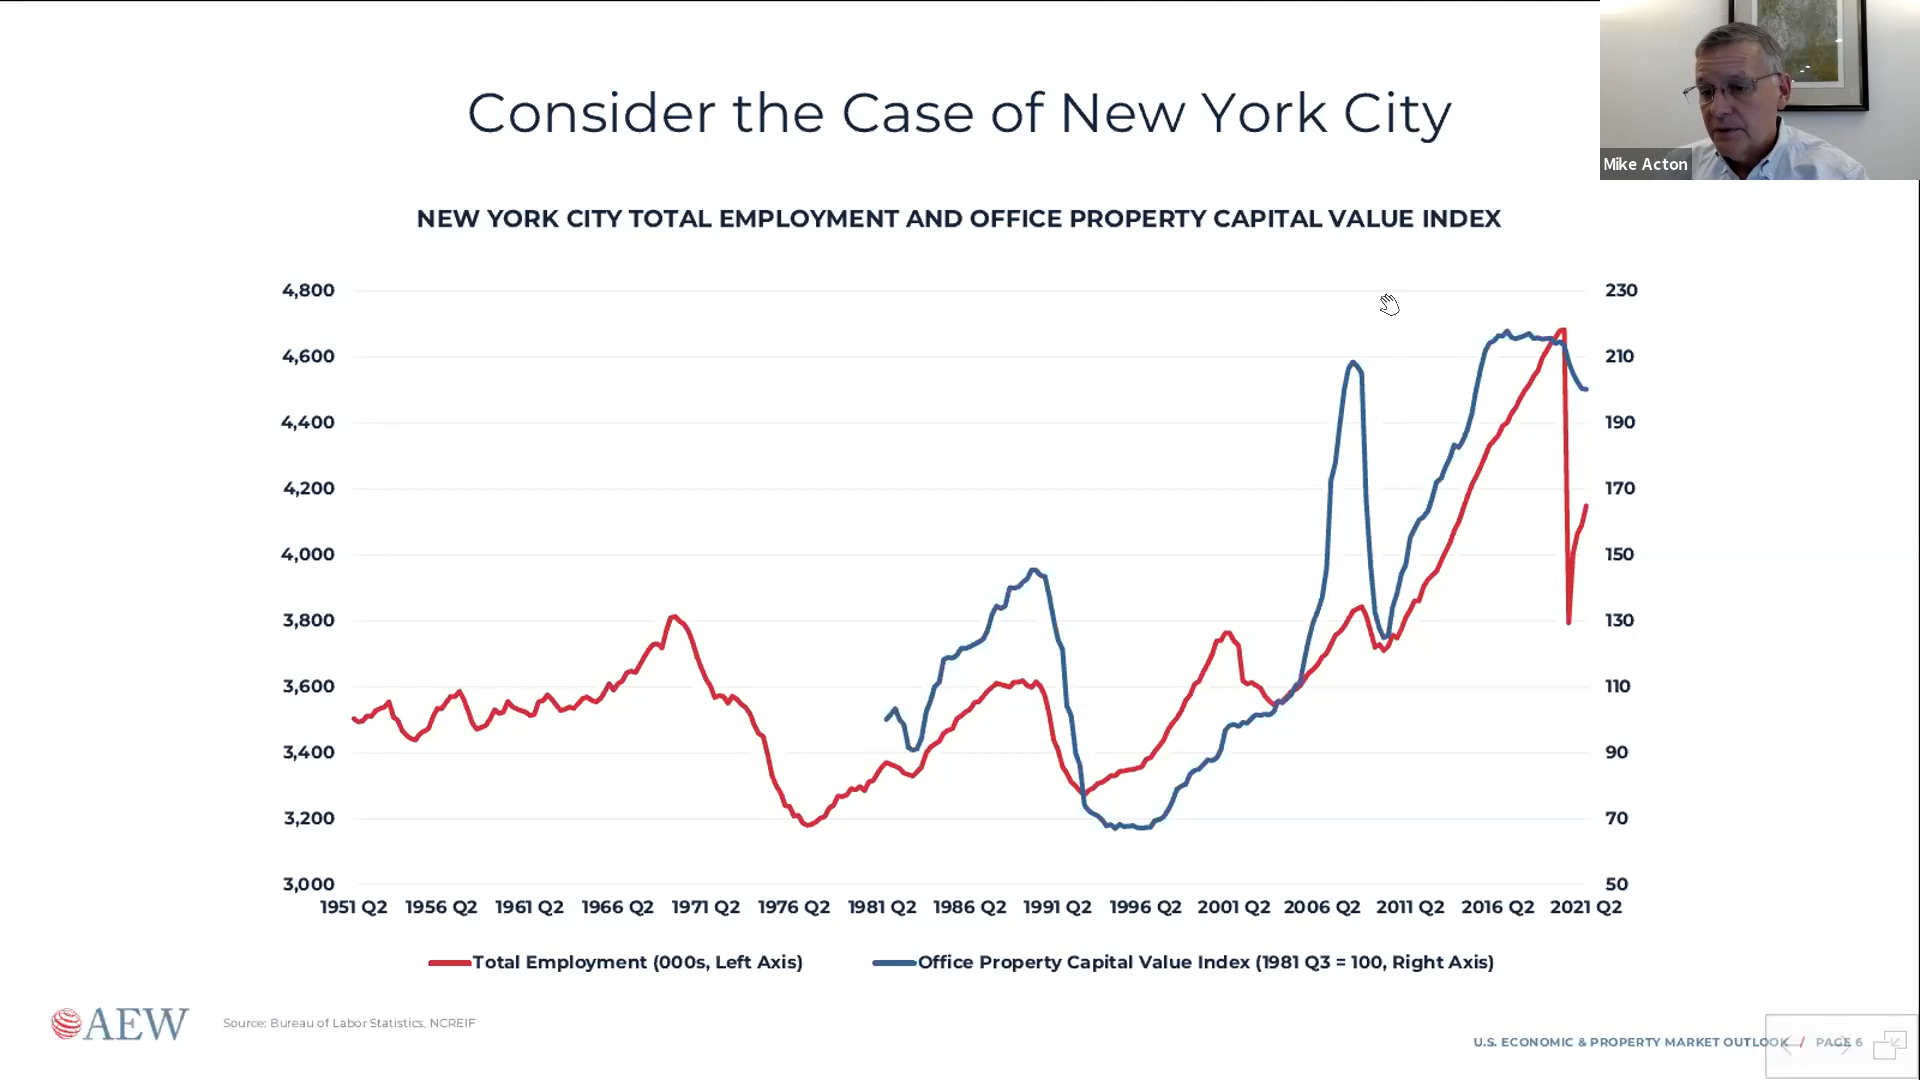 Consider the Case of New York City
Mike Acton
NEW YORK CITY TOTAL EMPLOYMENT AND OFFICE PROPERTY CAPITAL VALUE INDEX
4,800
4,600
4,400
4,200
4,000
3,800
3,600
3,400
3,200
3,000
230
210
190
170
150
130
110
90
70
50
1951 Q2 1956 Q2 1961 Q2 1966 Q2 1971 Q2 1976 Q2 1981 Q2 1986 Q2 1991 Q2 1996 Q2 2001 Q2 2006 Q2 2011 Q2 2016 Q2 2021 Q2
Total Employment (000s, Left Axis) Office Property Capital Value Index (1981 Q3 = 100, Right Axis)
AEW
Source: Bureau of Labor Statistics, NCREIF
U.S. ECONOMIC & PROPERTY MARKET OUTLOOK / PAGE 6